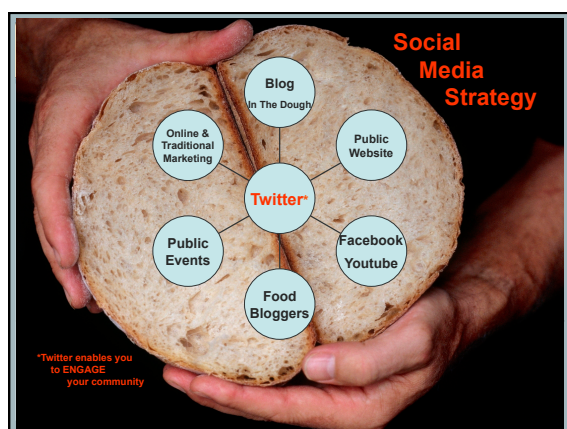 Social
Media
Strategy
Blog
In The Dough
Online &
Traditional
Marketing
Public
Website
Twitter*
Public
Events
Facebook
Youtube
Food
Bloggers
*Twitter enables you
to ENGAGE
your community